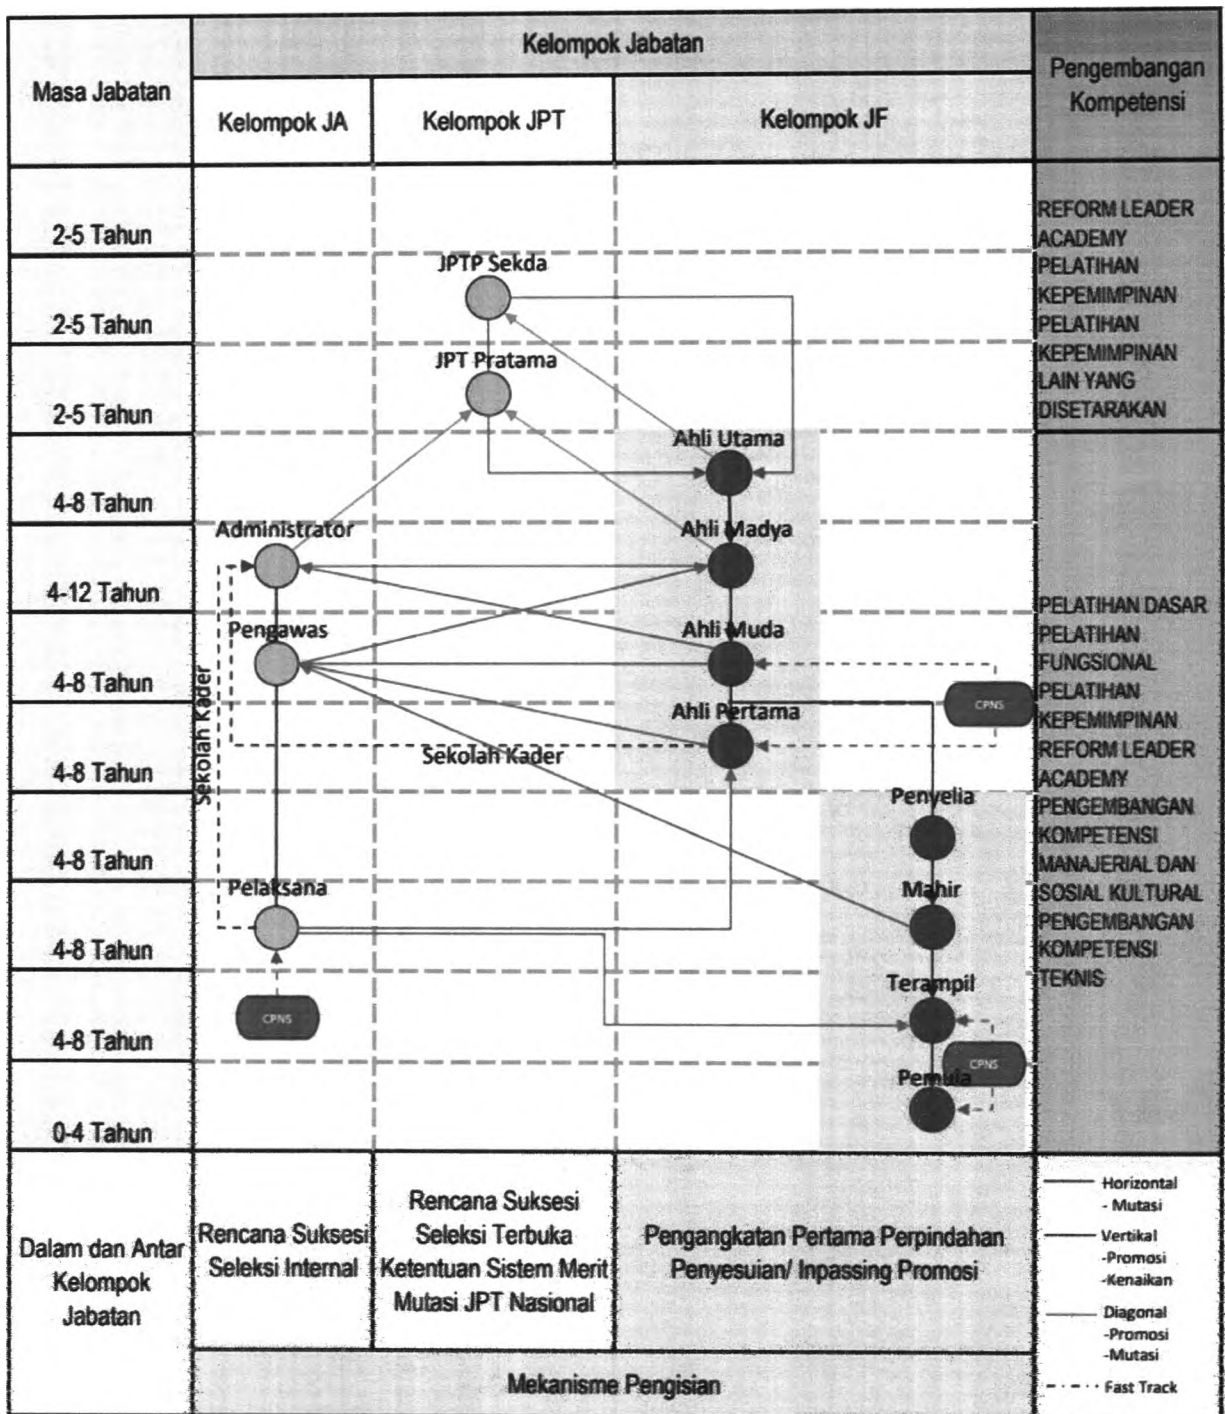 Masa Jabatan
Kelompok Jabatan
Pengembangan
Kompetensi
Kelompok JA
Kelompok JPT
Kelompok JF
2-5 Tahun
2-5 Tahun
2-5 Tahun
4-8 Tahun
4-12 Tahun
4-8 Tahun
4-8 Tahun
4-8 Tahun
4-8 Tahun
4-8 Tahun
0-4 Tahun
JPTP Sekda
JPT Pratama
Ahli Utama
Administrator
Ahli Madya
Pengawas
Ahli Muda
CPNS
Ahli Pertama
Sekolah Kader
Sekolah Kader
Penyelia
Pelaksana
Mahir
CPNS
Terampil
CPNS
Pemula
REFORM LEADER
ACADEMY
PELATIHAN
KEPEMIMPINAN
PELATIHAN
KEPEMIMPINAN
LAIN YANG
DISETARAKAN
PELATIHAN DASAR
PELATIHAN
FUNGSIONAL
PELATIHAN
KEPEMIMPINAN
REFORM LEADER
ACADEMY
PENGEMBANGAN
KOMPETENSI
MANAJERIAL DAN
SOSIAL KULTURAL
PENGEMBANGAN
KOMPETENSI
TEKNIS
Dalam dan Antar
Kelompok
Jabatan
Rencana Suksesi
Seleksi Internal
Rencana Suksesi
Seleksi Terbuka
Ketentuan Sistem Merit
Mutasi JPT Nasional
Pengangkatan Pertama Perpindahan
Penyesuian/ Inpassing Promosi
Mekanisme Pengisian
Horizontal
- Mutasi
Vertikal
-Promosi
-Kenaikan
Diagonal
-Promosi
-Mutasi
Fast Track